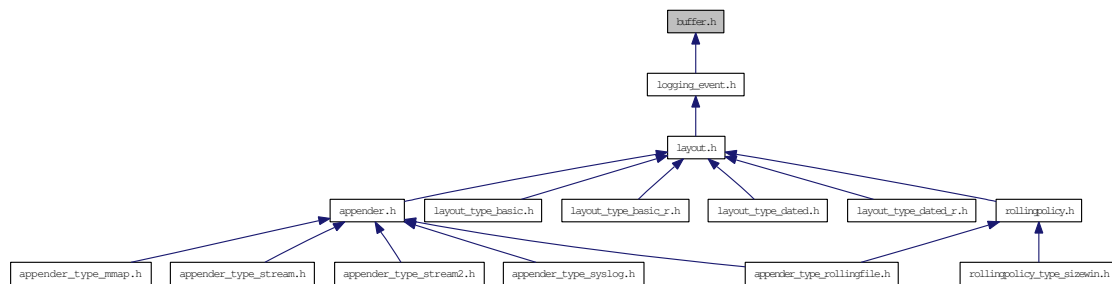 buffer.h
logging_event.h
layout.h
appender.h
layout_type_basic.h
layout_type_basic_r.h
layout_type_dated.h
layout_type_dated_r.h
rollingpolicy.h
appender_type_mmap.h
appender_type_stream.h
appender_type_stream2.h
appender_type_syslog.h
appender_type_rollingfile.h
rollingpolicy_type_sizewin.h